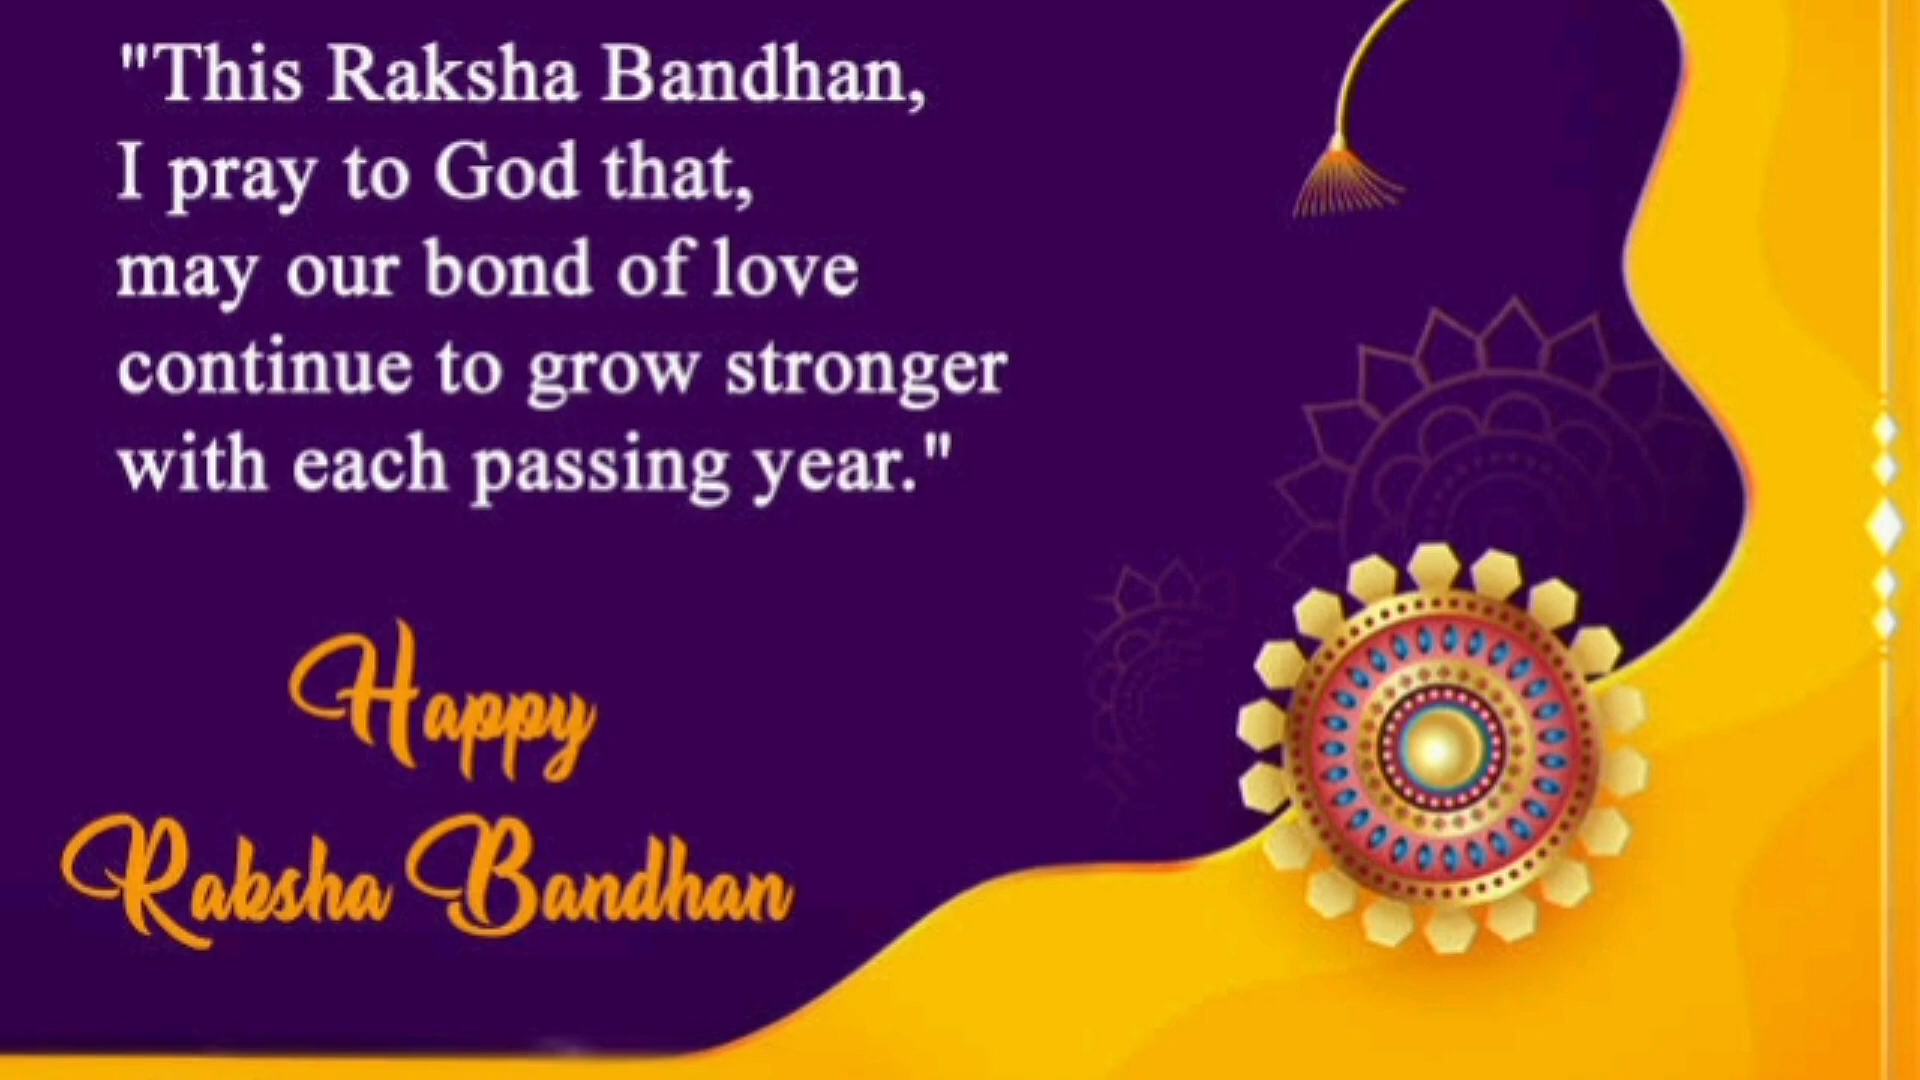 "This Raksha Bandhan,
I pray to God that,
may our bond of love
continue to grow stronger
with each passing year."
Happy
Raksha Bandhan